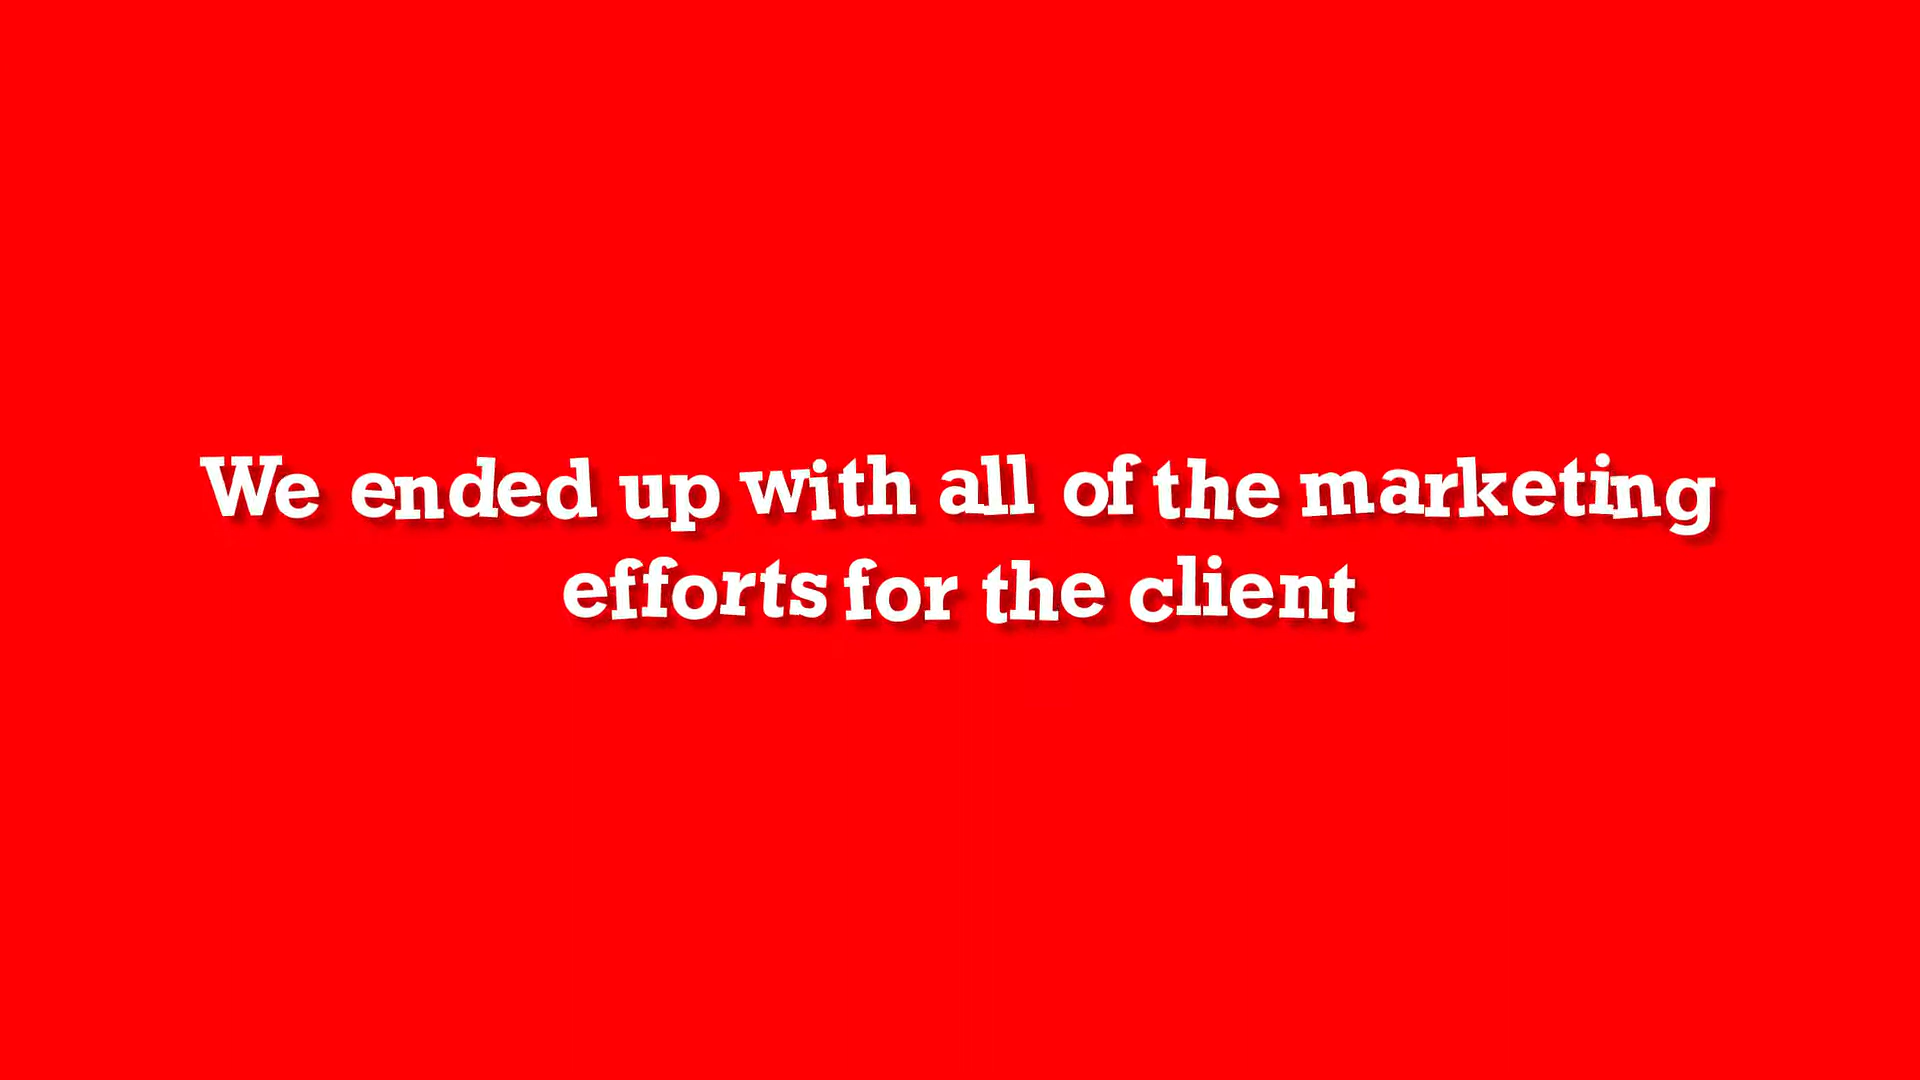 We ended up with all of the marketing
efforts for the client